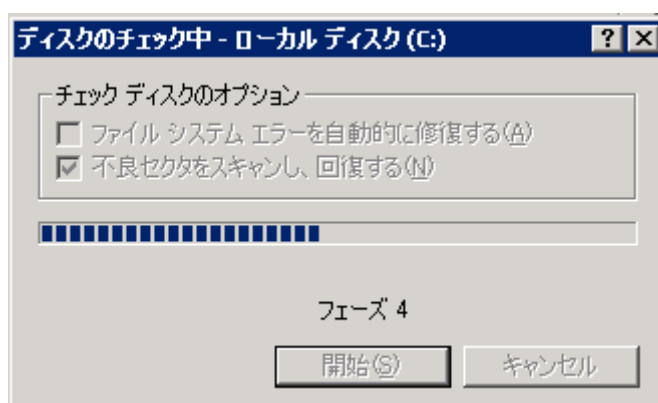 ディスクのチェック中 - ローカル ディスク (C:)
チェック ディスクのオプション
ファイル システム エラーを自動的に修復する(A)
不良セクタをスキャンし、回復する(N)
フェーズ 4
開始(S)
キャンセル